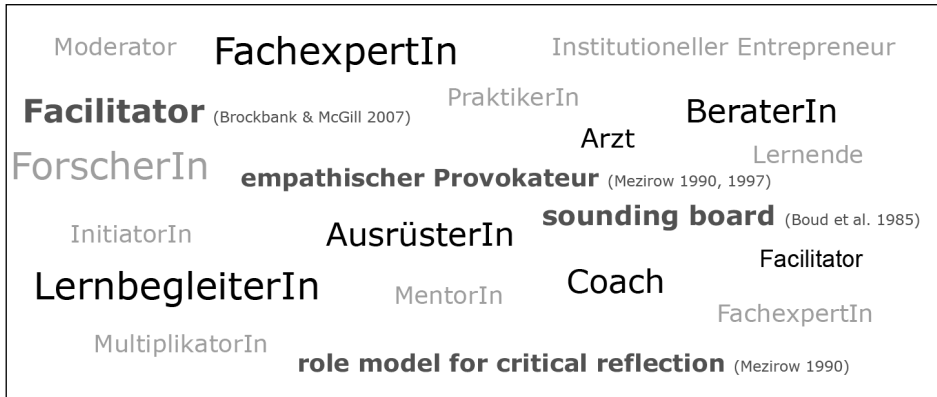 Moderator
FachexpertIn
Institutioneller Entrepreneur
PraktikerIn
Facilitator (Brockbank & McGill 2007)
BeraterIn
Arzt
ForscherIn
Lernende
empathischer Provokateur (Mezirow 1990, 1997)
sounding board (Boud et al. 1985)
InitiatorIn
AusrüsterIn
Facilitator
LernbegleiterIn
Coach
MentorIn
FachexpertIn
MultiplikatorIn
role model for critical reflection (Mezirow 1990)